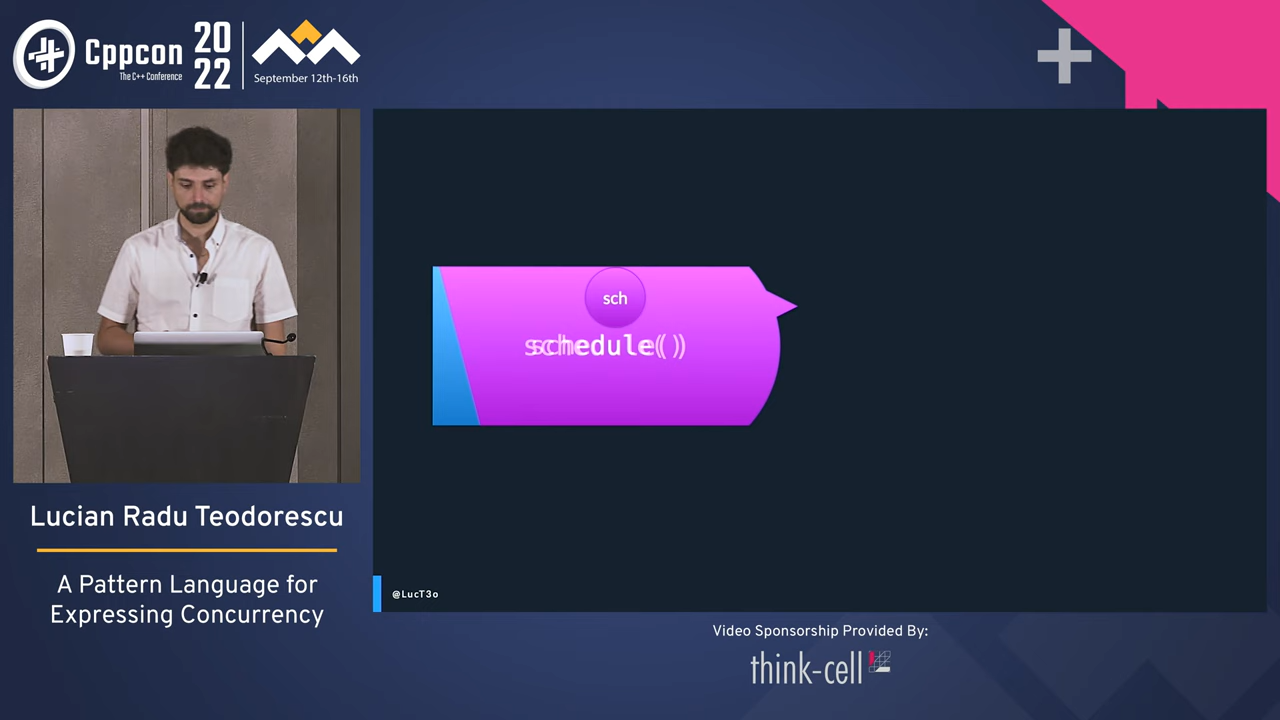 Cppcon
The C++ Conference
20
22
September 12th-16th
sch
schedule()
@LucT3o
Lucian Radu Teodorescu
A Pattern Language for
Expressing Concurrency
Video Sponsorship Provided By:
think-cell